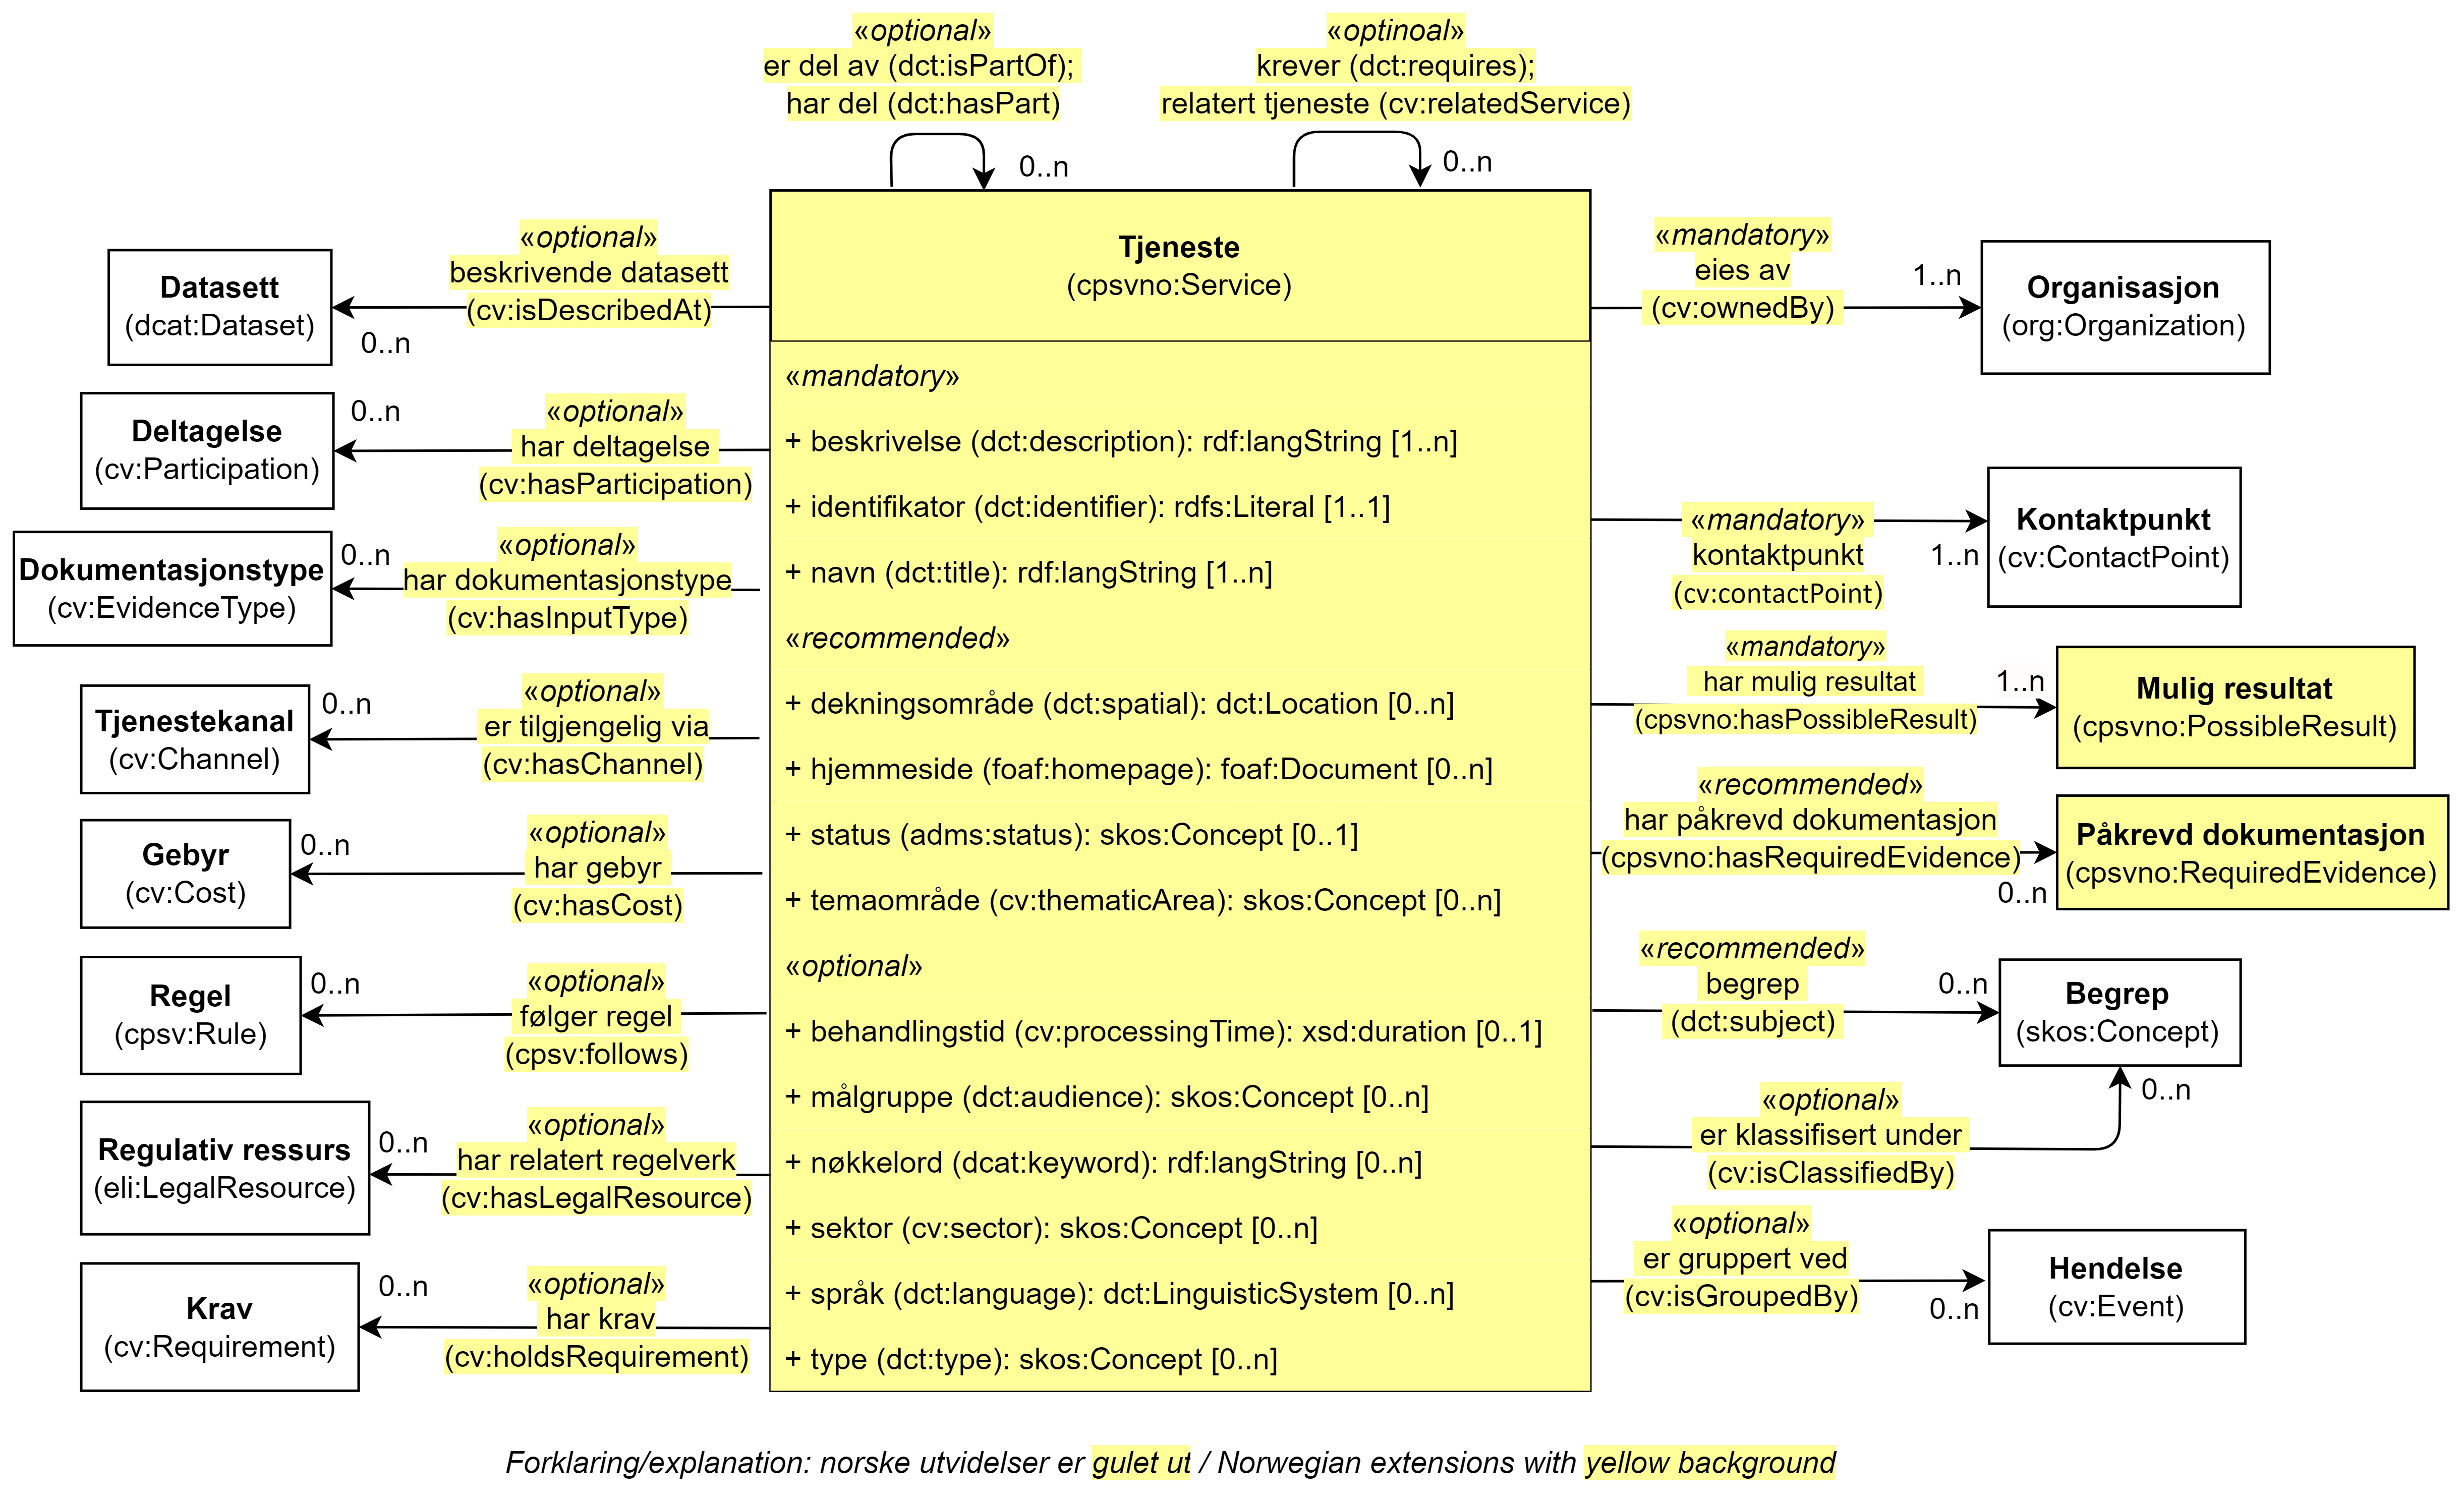 «optional»
er del av (dct:isPartOf);
har del (dct:hasPart)
0..n
«optinoal»
krever (dct:requires);
relatert tjeneste (cv:relatedService)
0..n
Tjeneste
(cpsvno:Service)
«mandatory»
+ beskrivelse (dct:description): rdf:langString [1..n]
+ identifikator (dct:identifier): rdfs:Literal [1..1]
+ navn (dct:title): rdf:langString [1..n]
«recommended»
+ dekningsområde (dct:spatial): dct:Location [0..n]
+ hjemmeside (foaf:homepage): foaf:Document [0..n]
+ status (adms:status): skos:Concept [0..1]
+ temaområde (cv:thematicArea): skos:Concept [0..n]
«optional»
+ behandlingstid (cv:processingTime): xsd:duration [0..1]
+ målgruppe (dct:audience): skos:Concept [0..n]
+ nøkkelord (dcat:keyword): rdf:langString [0..n]
+ sektor (cv:sector): skos:Concept [0..n]
+ språk (dct:language): dct:LinguisticSystem [0..n]
+ type (dct:type): skos:Concept [0..n]
Datasett
(dcat:Dataset)
0..n
«optional»
beskrivende datasett
(cv:isDescribedAt)
Deltagelse
(cv:Participation)
0..n
«optional»
har deltagelse
(cv:hasParticipation)
Dokumentasjonstype
(cv:EvidenceType)
0..n
«optional»
har dokumentasjonstype
(cv:hasInputType)
Tjenestekanal
(cv:Channel)
0..n
«optional»
er tilgjengelig via
(cv:hasChannel)
Gebyr
(cv:Cost)
0..n
«optional»
har gebyr
(cv:hasCost)
Regel
(cpsv:Rule)
0..n
«optional»
følger regel
(cpsv:follows)
Regulativ ressurs
(eli:LegalResource)
0..n
«optional»
har relatert regelverk
(cv:hasLegalResource)
Krav
(cv:Requirement)
0..n
«optional»
har krav
(cv:holdsRequirement)
«mandatory»
eies av
(cv:ownedBy)
1..n
Organisasjon
(org:Organization)
«mandatory»
kontaktpunkt
(cv:contactPoint)
1..n
Kontaktpunkt
(cv:ContactPoint)
«mandatory»
har mulig resultat
(cpsvno:hasPossibleResult)
1..n
Mulig resultat
(cpsvno:PossibleResult)
«recommended»
har påkrevd dokumentasjon
(cpsvno:hasRequiredEvidence)
0..n
Påkrevd dokumentasjon
(cpsvno:RequiredEvidence)
«recommended»
begrep
(dct:subject)
0..n
Begrep
(skos:Concept)
«optional»
er klassifisert under
(cv:isClassifiedBy)
0..n
«optional»
er gruppert ved
(cv:isGroupedBy)
0..n
Hendelse
(cv:Event)
Forklaring/explanation: norske utvidelser er gulet ut / Norwegian extensions with yellow background